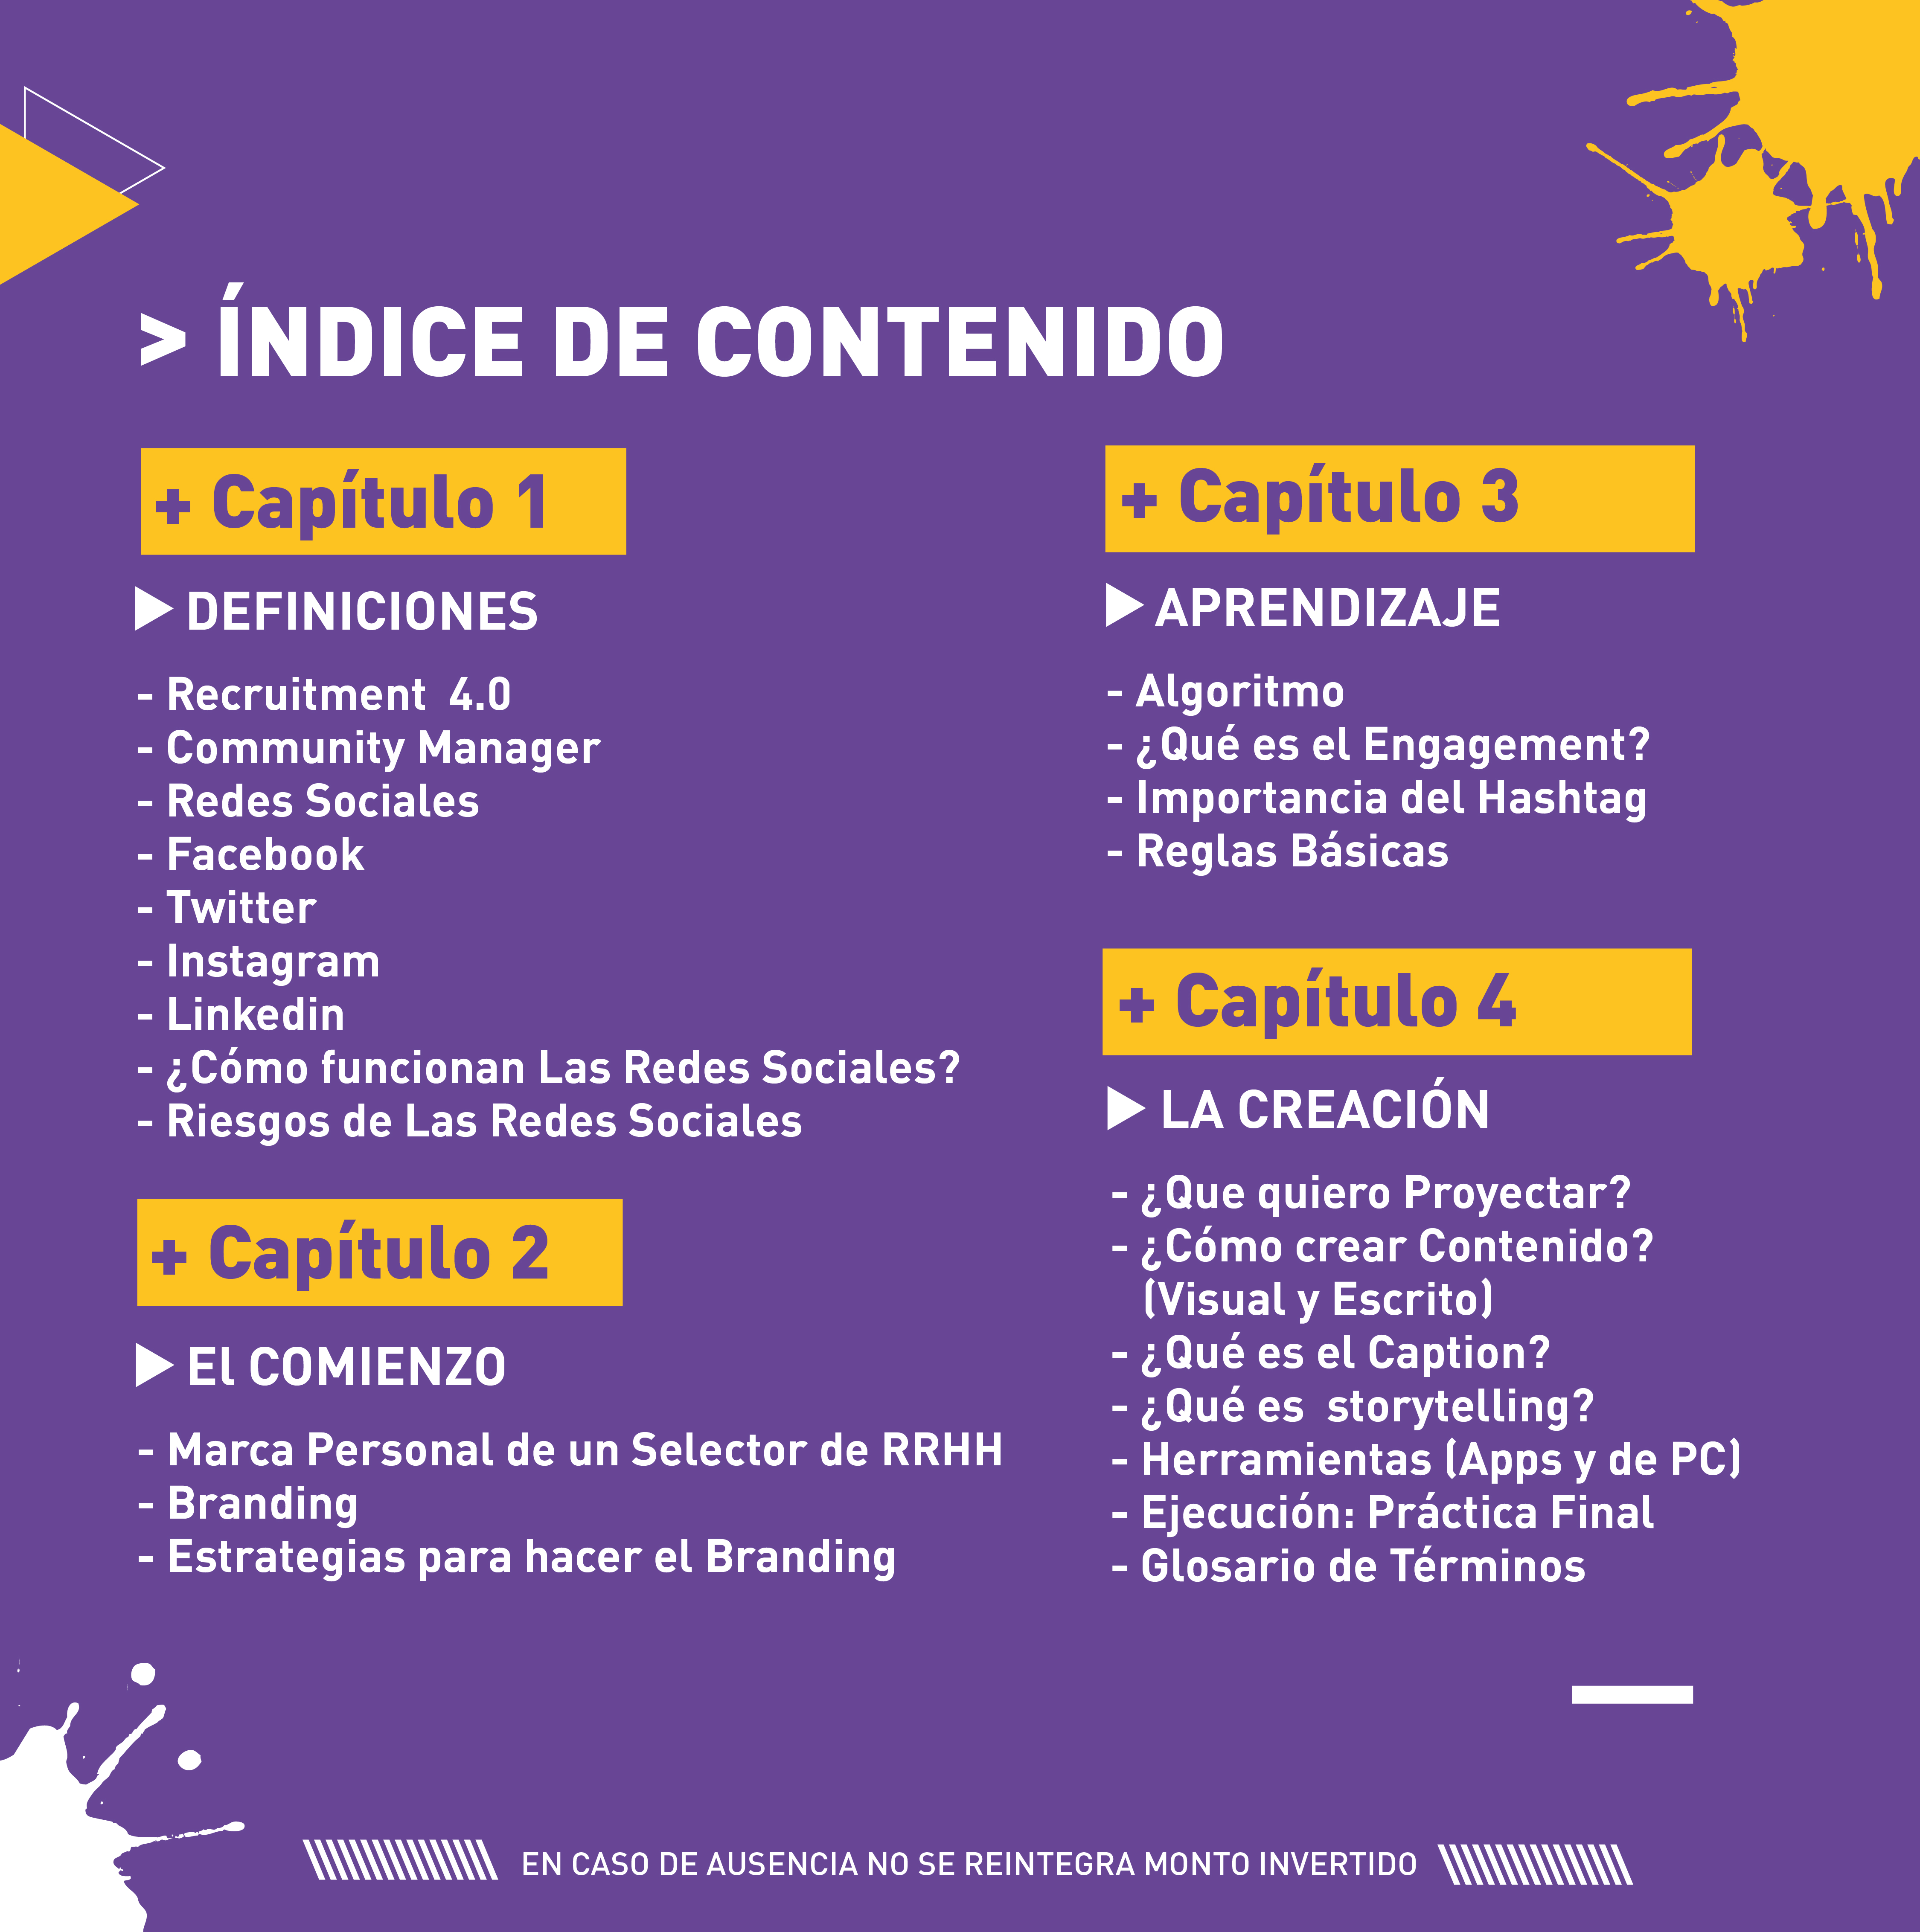 > ÍNDICE DE CONTENIDO
+ Capítulo 1
DEFINICIONES
- Recruitment  4.0
- Community Manager
- Redes Sociales
- Facebook
- Twitter
- Instagram
- Linkedin
- ¿Cómo funcionan Las Redes Sociales?
- Riesgos de Las Redes Sociales
+ Capítulo 2
El COMIENZO
- Marca Personal de un Selector de RRHH
- Branding
- Estrategias para hacer el Branding
+ Capítulo 3
APRENDIZAJE
- Algoritmo
- ¿Qué es el Engagement?
- Importancia del Hashtag
- Reglas Básicas
+ Capítulo 4
LA CREACIÓN
- ¿Que quiero Proyectar?
- ¿Cómo crear Contenido?
(Visual y Escrito)
- ¿Qué es el Caption?
- ¿Qué es  storytelling?
- Herramientas (Apps y de PC)
- Ejecución: Práctica Final
- Glosario de Términos
EN CASO DE AUSENCIA NO SE REINTEGRA MONTO INVERTIDO